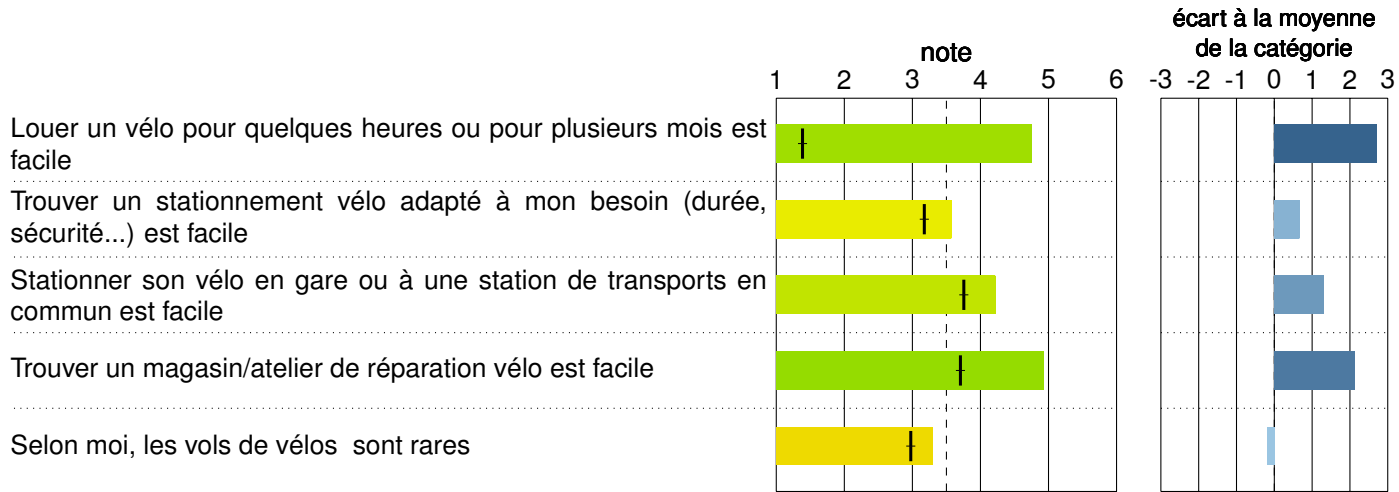 écart à la moyenne
note de la catégorie
1 2 3 4 5 6 -3 -2 -1 0 1 2 3
Louer un vélo pour quelques heures ou pour plusieurs mois est
facile
Trouver un stationnement vélo adapté à mon besoin (durée,
sécurité...) est facile
Stationner son vélo en gare ou à une station de transports en
commun est facile
Trouver un magasin/atelier de réparation vélo est facile
Selon moi, les vols de vélos sont rares